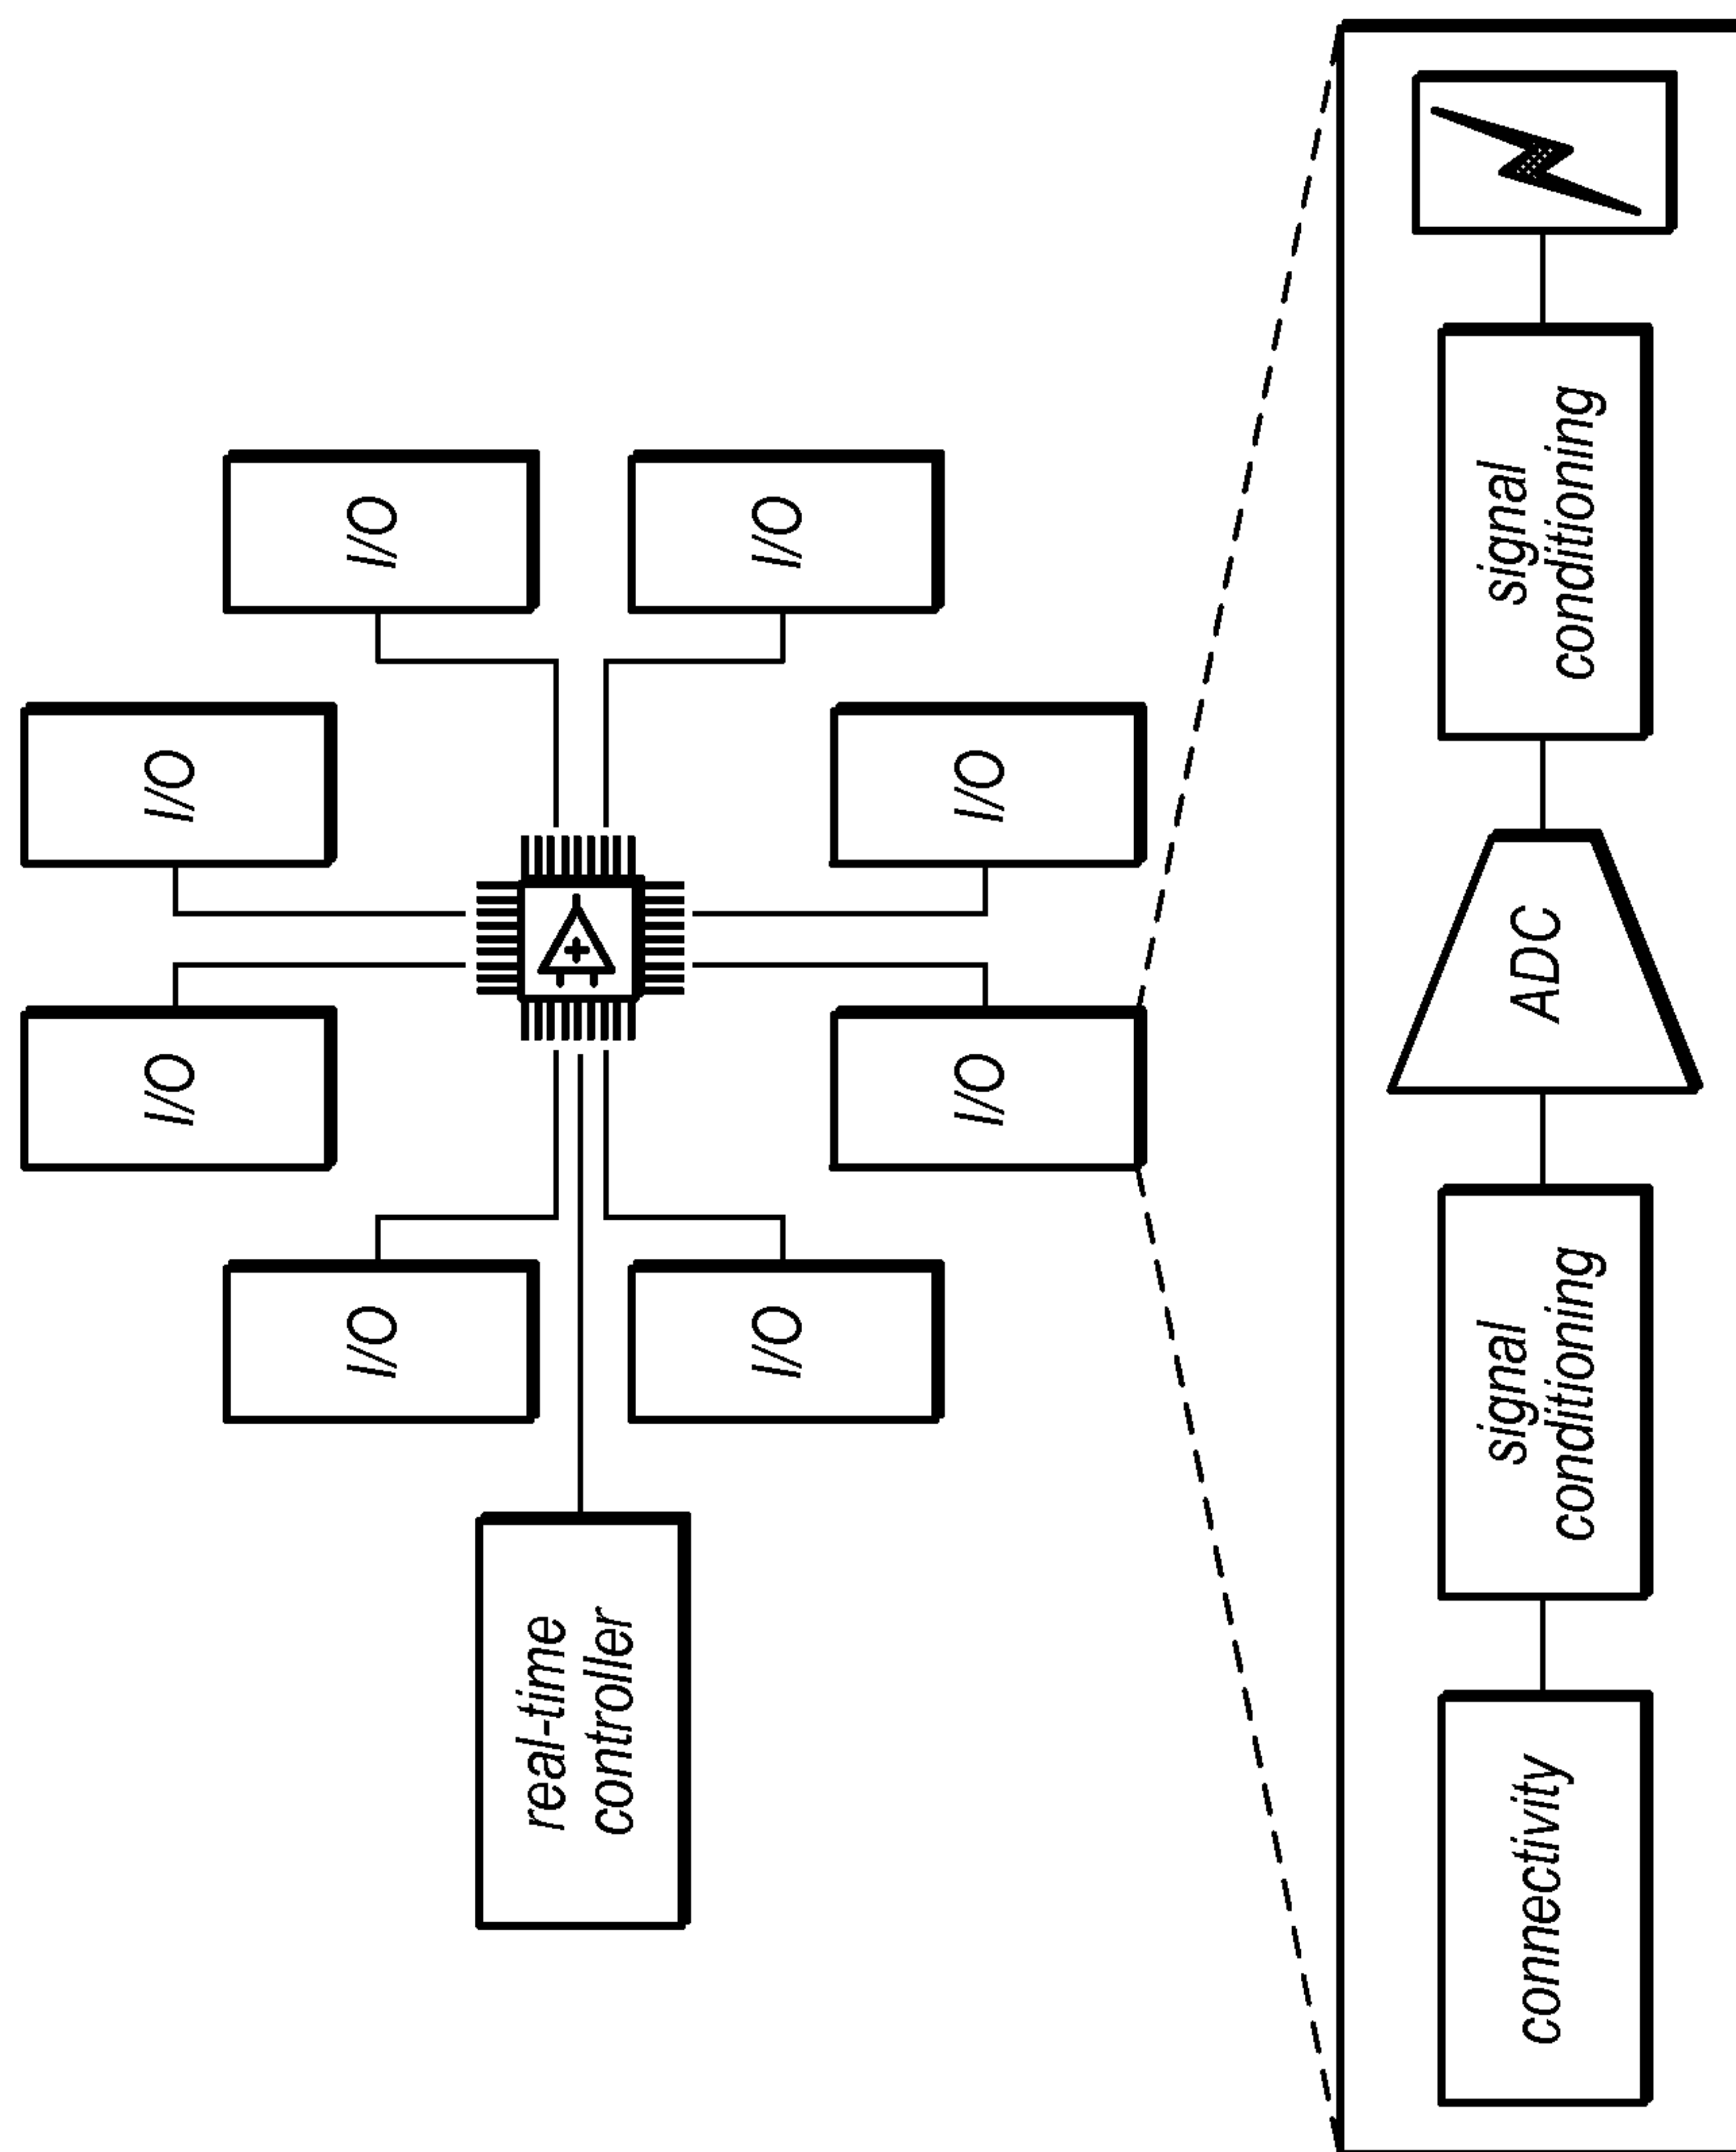 real-time
controller
I/O
I/O
I/O
I/O
I/O
I/O
I/O
I/O
connectivity
signal
conditioning
ADC
signal
conditioning